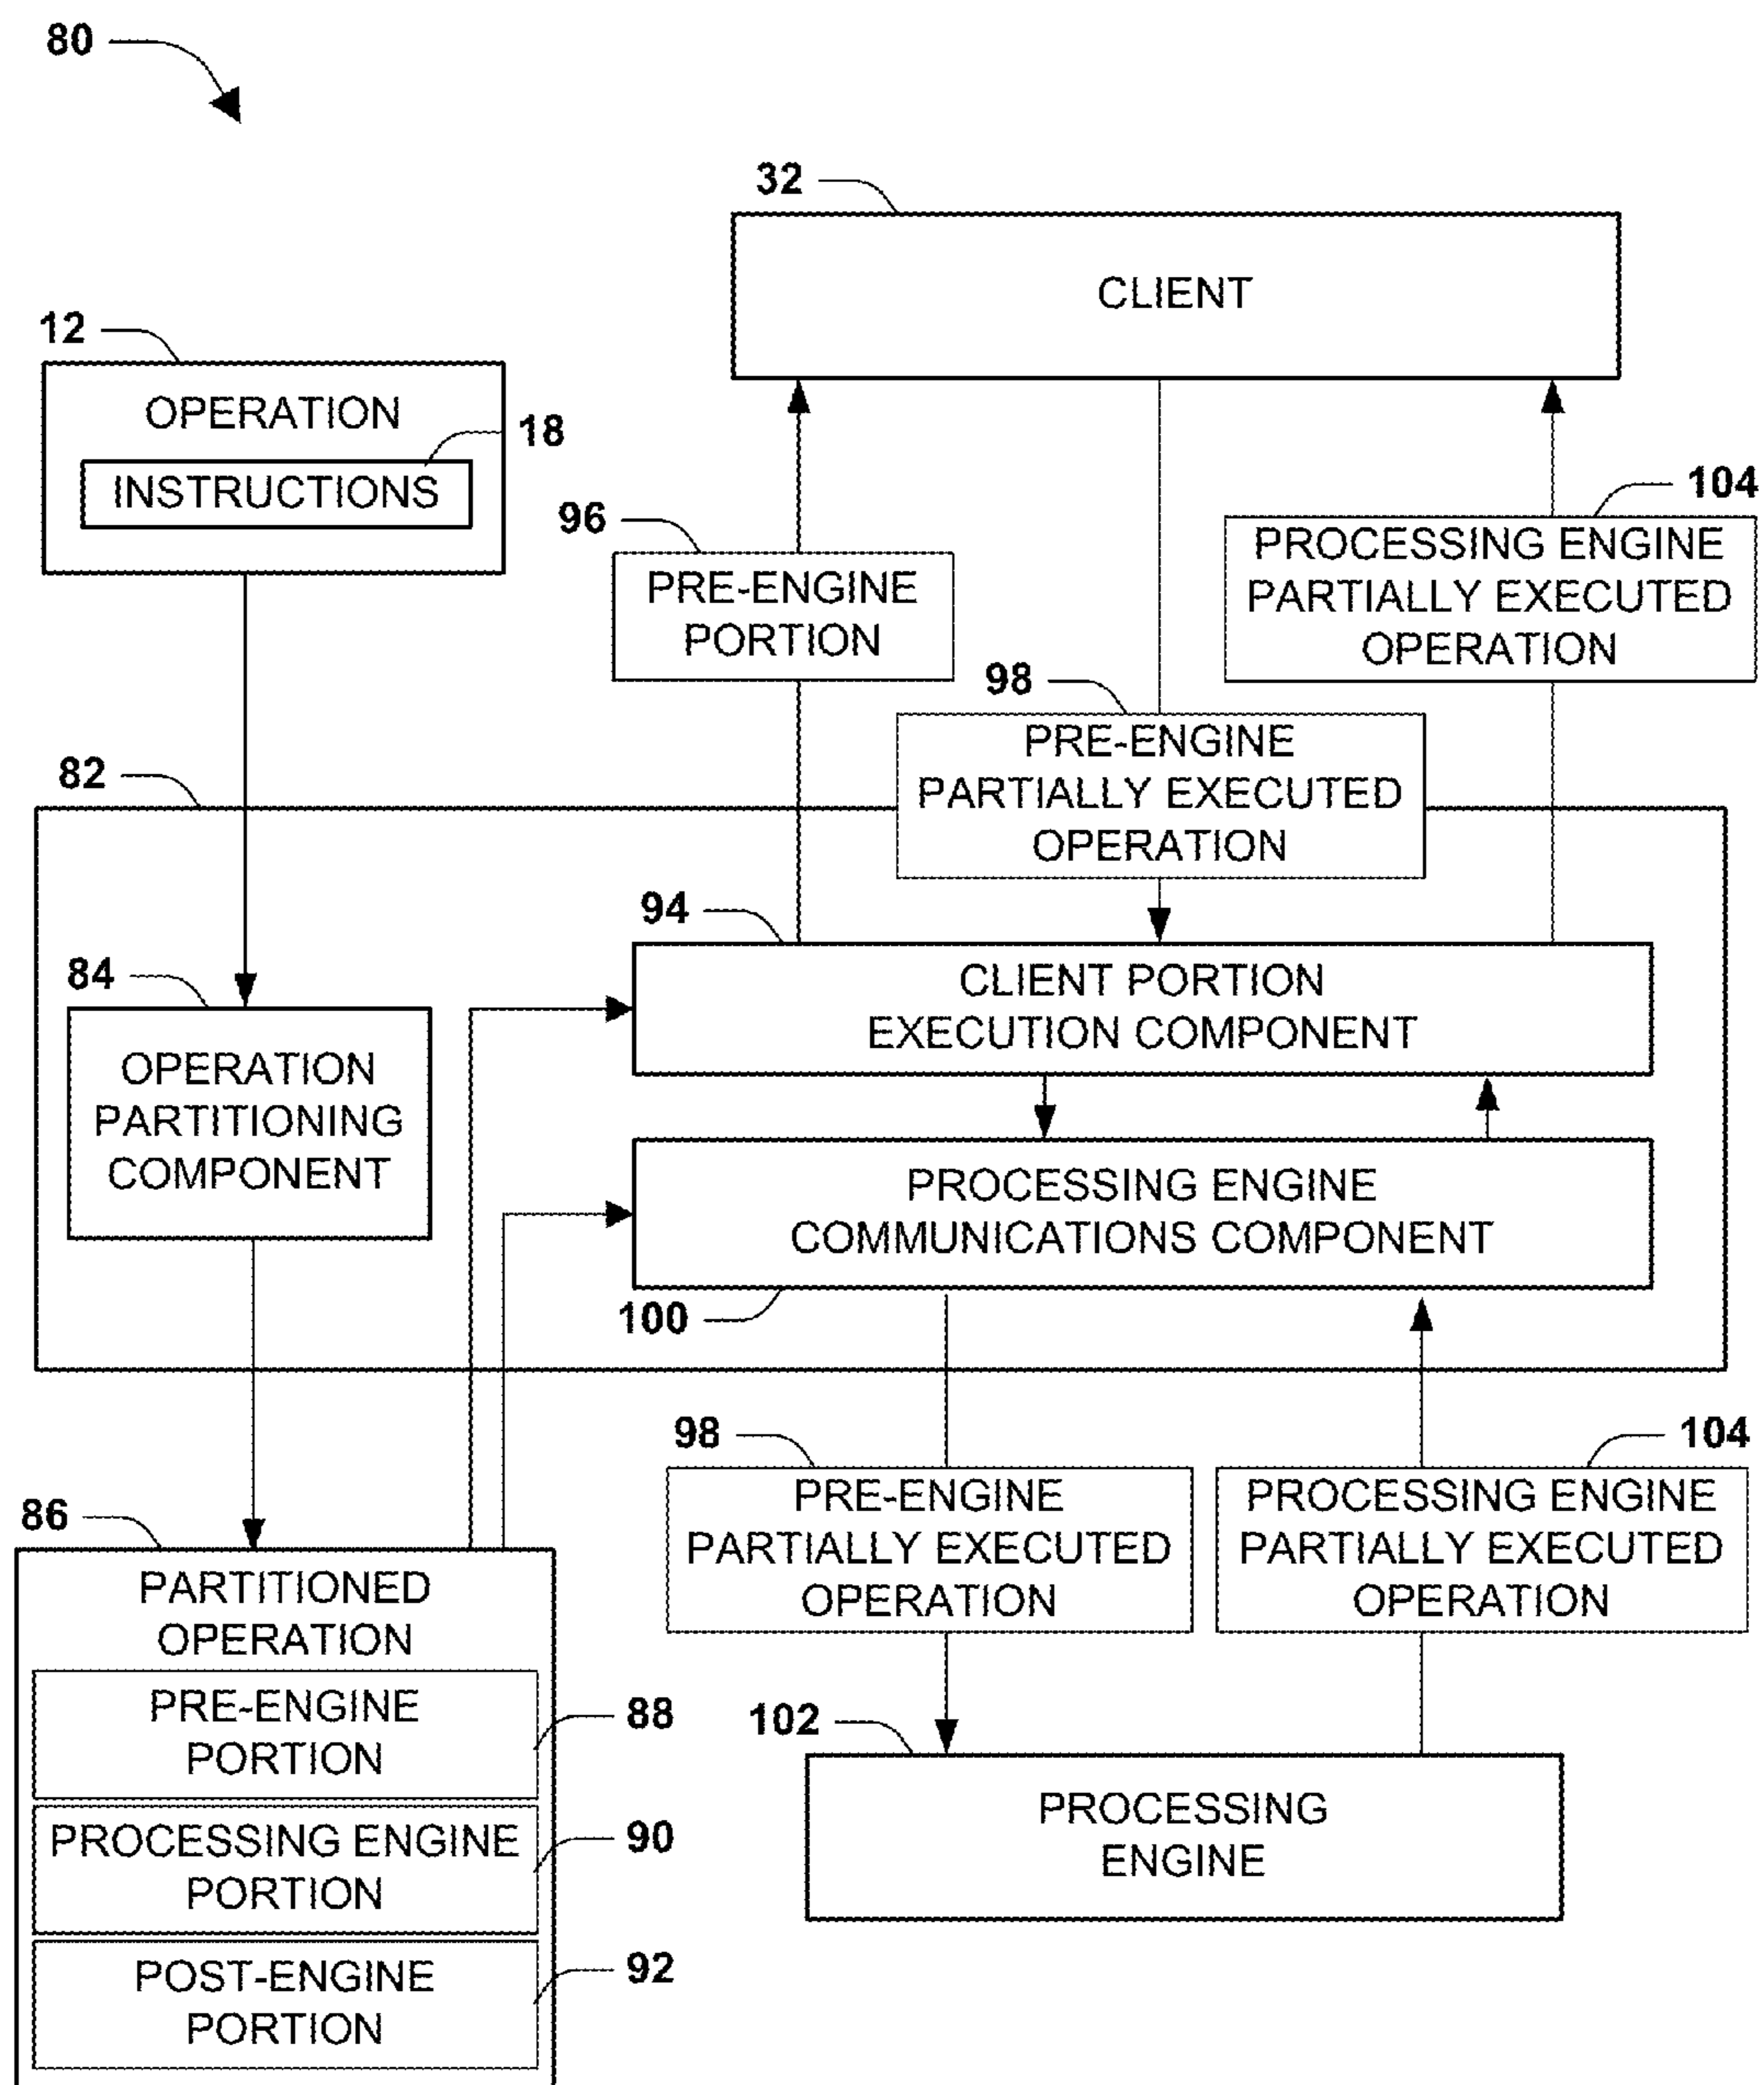 80
32
CLIENT
12
OPERATION
18
INSTRUCTIONS
96
PRE-ENGINE
PORTION
104
PROCESSING ENGINE
PARTIALLY EXECUTED
OPERATION
98
PRE-ENGINE
PARTIALLY EXECUTED
OPERATION
82
94
CLIENT PORTION
EXECUTION COMPONENT
84
OPERATION
PARTITIONING
COMPONENT
PROCESSING ENGINE
COMMUNICATIONS COMPONENT
100
98
PRE-ENGINE
PARTIALLY EXECUTED
OPERATION
104
PROCESSING ENGINE
PARTIALLY EXECUTED
OPERATION
86
PARTITIONED
OPERATION
PRE-ENGINE
PORTION
88
PROCESSING ENGINE
PORTION
90
POST-ENGINE
PORTION
92
102
PROCESSING
ENGINE